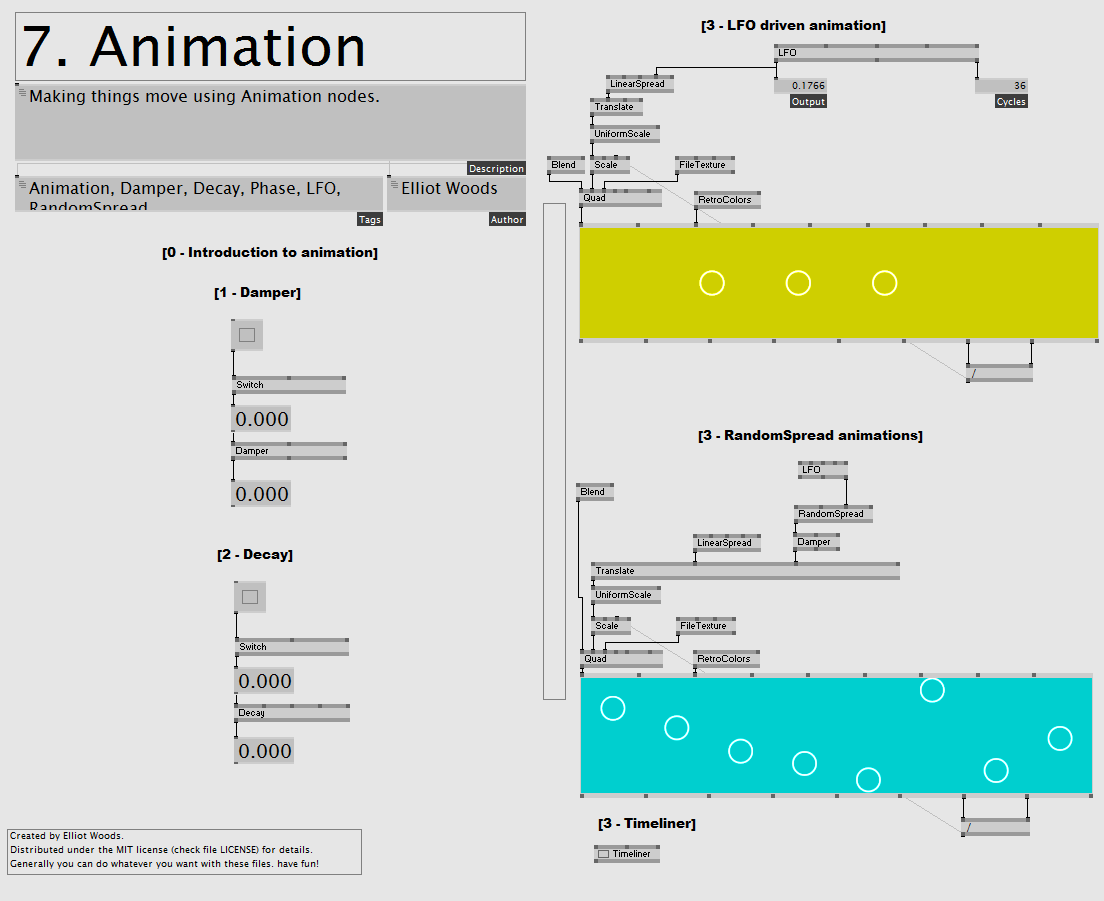 7. Animation
Making things move using Animation nodes.
Description
Animation, Damper, Decay, Phase, LFO,
RandomSpread
Tags
Elliot Woods
Author
[0 - Introduction to animation]
[1 - Damper]
Switch
0.000
Damper
0.000
[2 - Decay]
Switch
0.000
Decay
0.000
Created by Elliot Woods.
Distributed under the MIT license (check file LICENSE) for details.
Generally you can do whatever you want with these files. have fun!
[3 - LFO driven animation]
LFO
0.1766
Output
36
Cycles
LinearSpread
Translate
UniformScale
Blend
Scale
FileTexture
Quad
RetroColors
/
[3 - RandomSpread animations]
LFO
Blend
RandomSpread
LinearSpread
Damper
Translate
UniformScale
Scale
FileTexture
Quad
RetroColors
/
[3 - Timeliner]
Timeliner